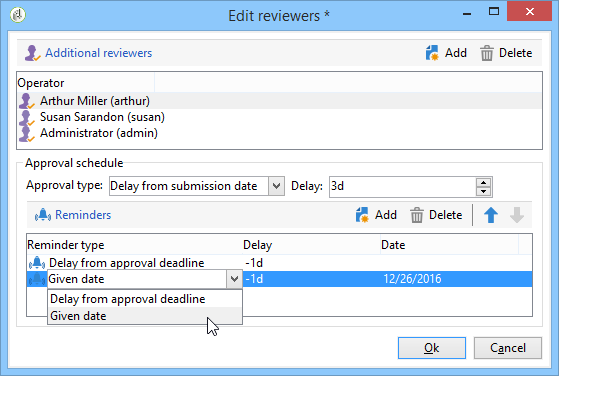 Edit reviewers *
Additional reviewers Add Delete
Operator
Arthur Miller (arthur)
Susan Sarandon (susan)
Administrator (admin)
Approval schedule
Approval type: Delay from submission date Delay: 3d
Reminders Add Delete
Reminder type Delay Date
Delay from approval deadline -1d
Given date -1d 12/26/2016
Delay from approval deadline
Given date
Ok Cancel